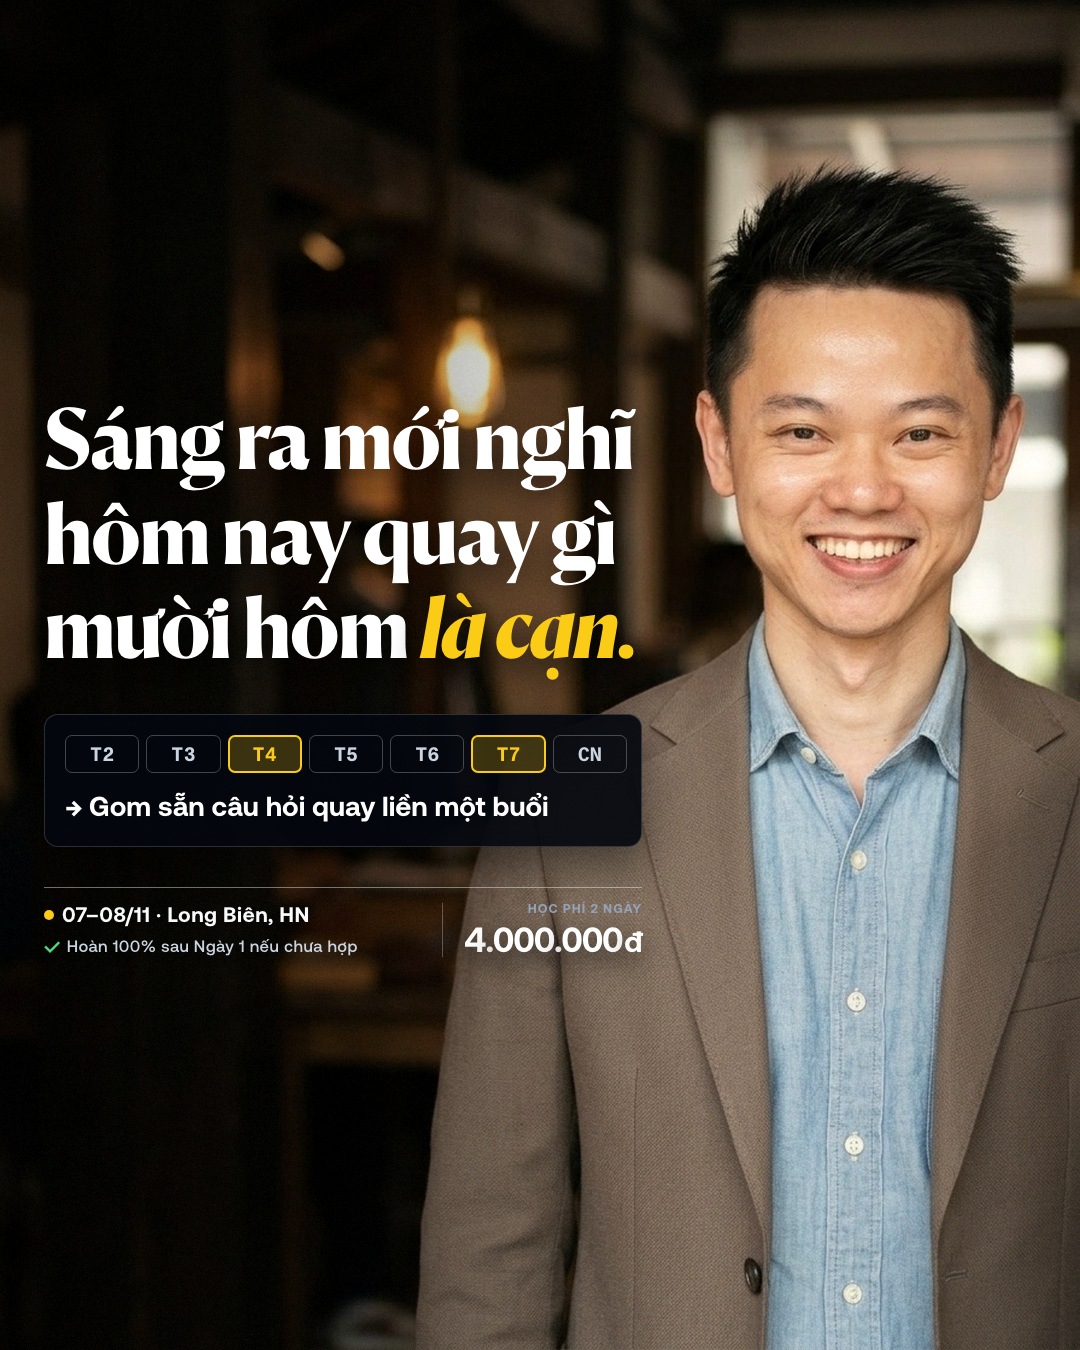 Sáng ra mới nghĩ
hôm nay quay gì
mười hôm là cạn.
T2 T3 T4 T5 T6 T7 CN
→ Gom sẵn câu hỏi quay liền một buổi
07–08/11 · Long Biên, HN
Hoàn 100% sau Ngày 1 nếu chưa hợp
HỌC PHÍ 2 NGÀY
4.000.000đ